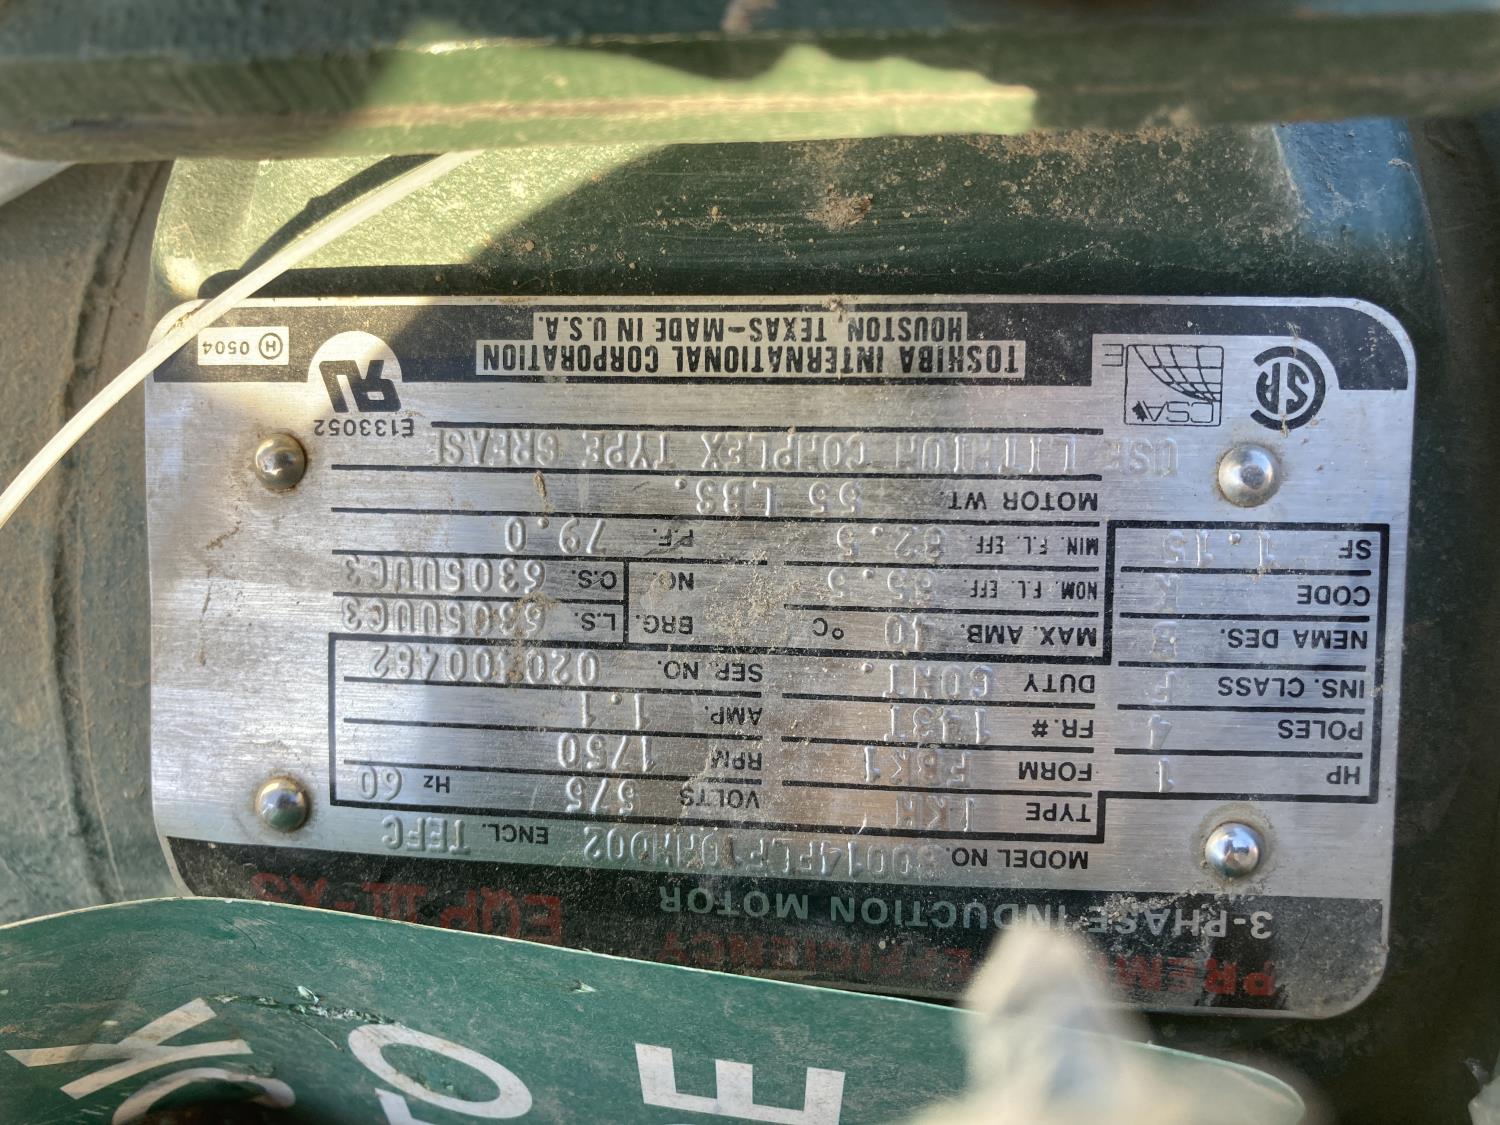 EFFICIENCY
3-PHASE INDUCTION MOTOR EQP III-XS
MODEL NO. ENCL. TEFC
TYPE VOLTS 575 Hz 60
HP 1 FORM FBK1 RPM 1750
POLES 4 FR.# 143T AMP. 1.1
INS. CLASS F DUTY CONT. SER. NO.
NEMA DES. B MAX. AMB. 40 °C BRG. NO. L.S. 6305UUC3
CODE K NOM. F.L. EFF 85.5 O.S. 6305UUC3
SF 1.15 MIN. F.L. EFF 82.5 P.F. 79.0
MOTOR WT. 55 LBS.
USE LITHIUM COMPLEX TYPE GREASE
CSA
E
E133052
TOSHIBA INTERNATIONAL CORPORATION
HOUSTON, TEXAS-MADE IN U.S.A.
H 0504